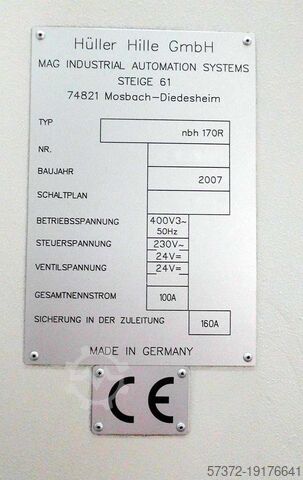 Hüller Hille GmbH
MAG INDUSTRIAL AUTOMATION SYSTEMS
STEIGE 61
74821 Mosbach-Diedesheim
TYP nbh 170R
NR.
BAUJAHR 2007
SCHALTPLAN
BETRIEBSSPANNUNG 400V3~
50Hz
STEUERSPANNUNG 230V~
24V=
VENTILSPANNUNG 24V=
GESAMTNENNSTROM 100A
SICHERUNG IN DER ZULEITUNG 160A
MADE IN GERMANY
CE
57372-19176641